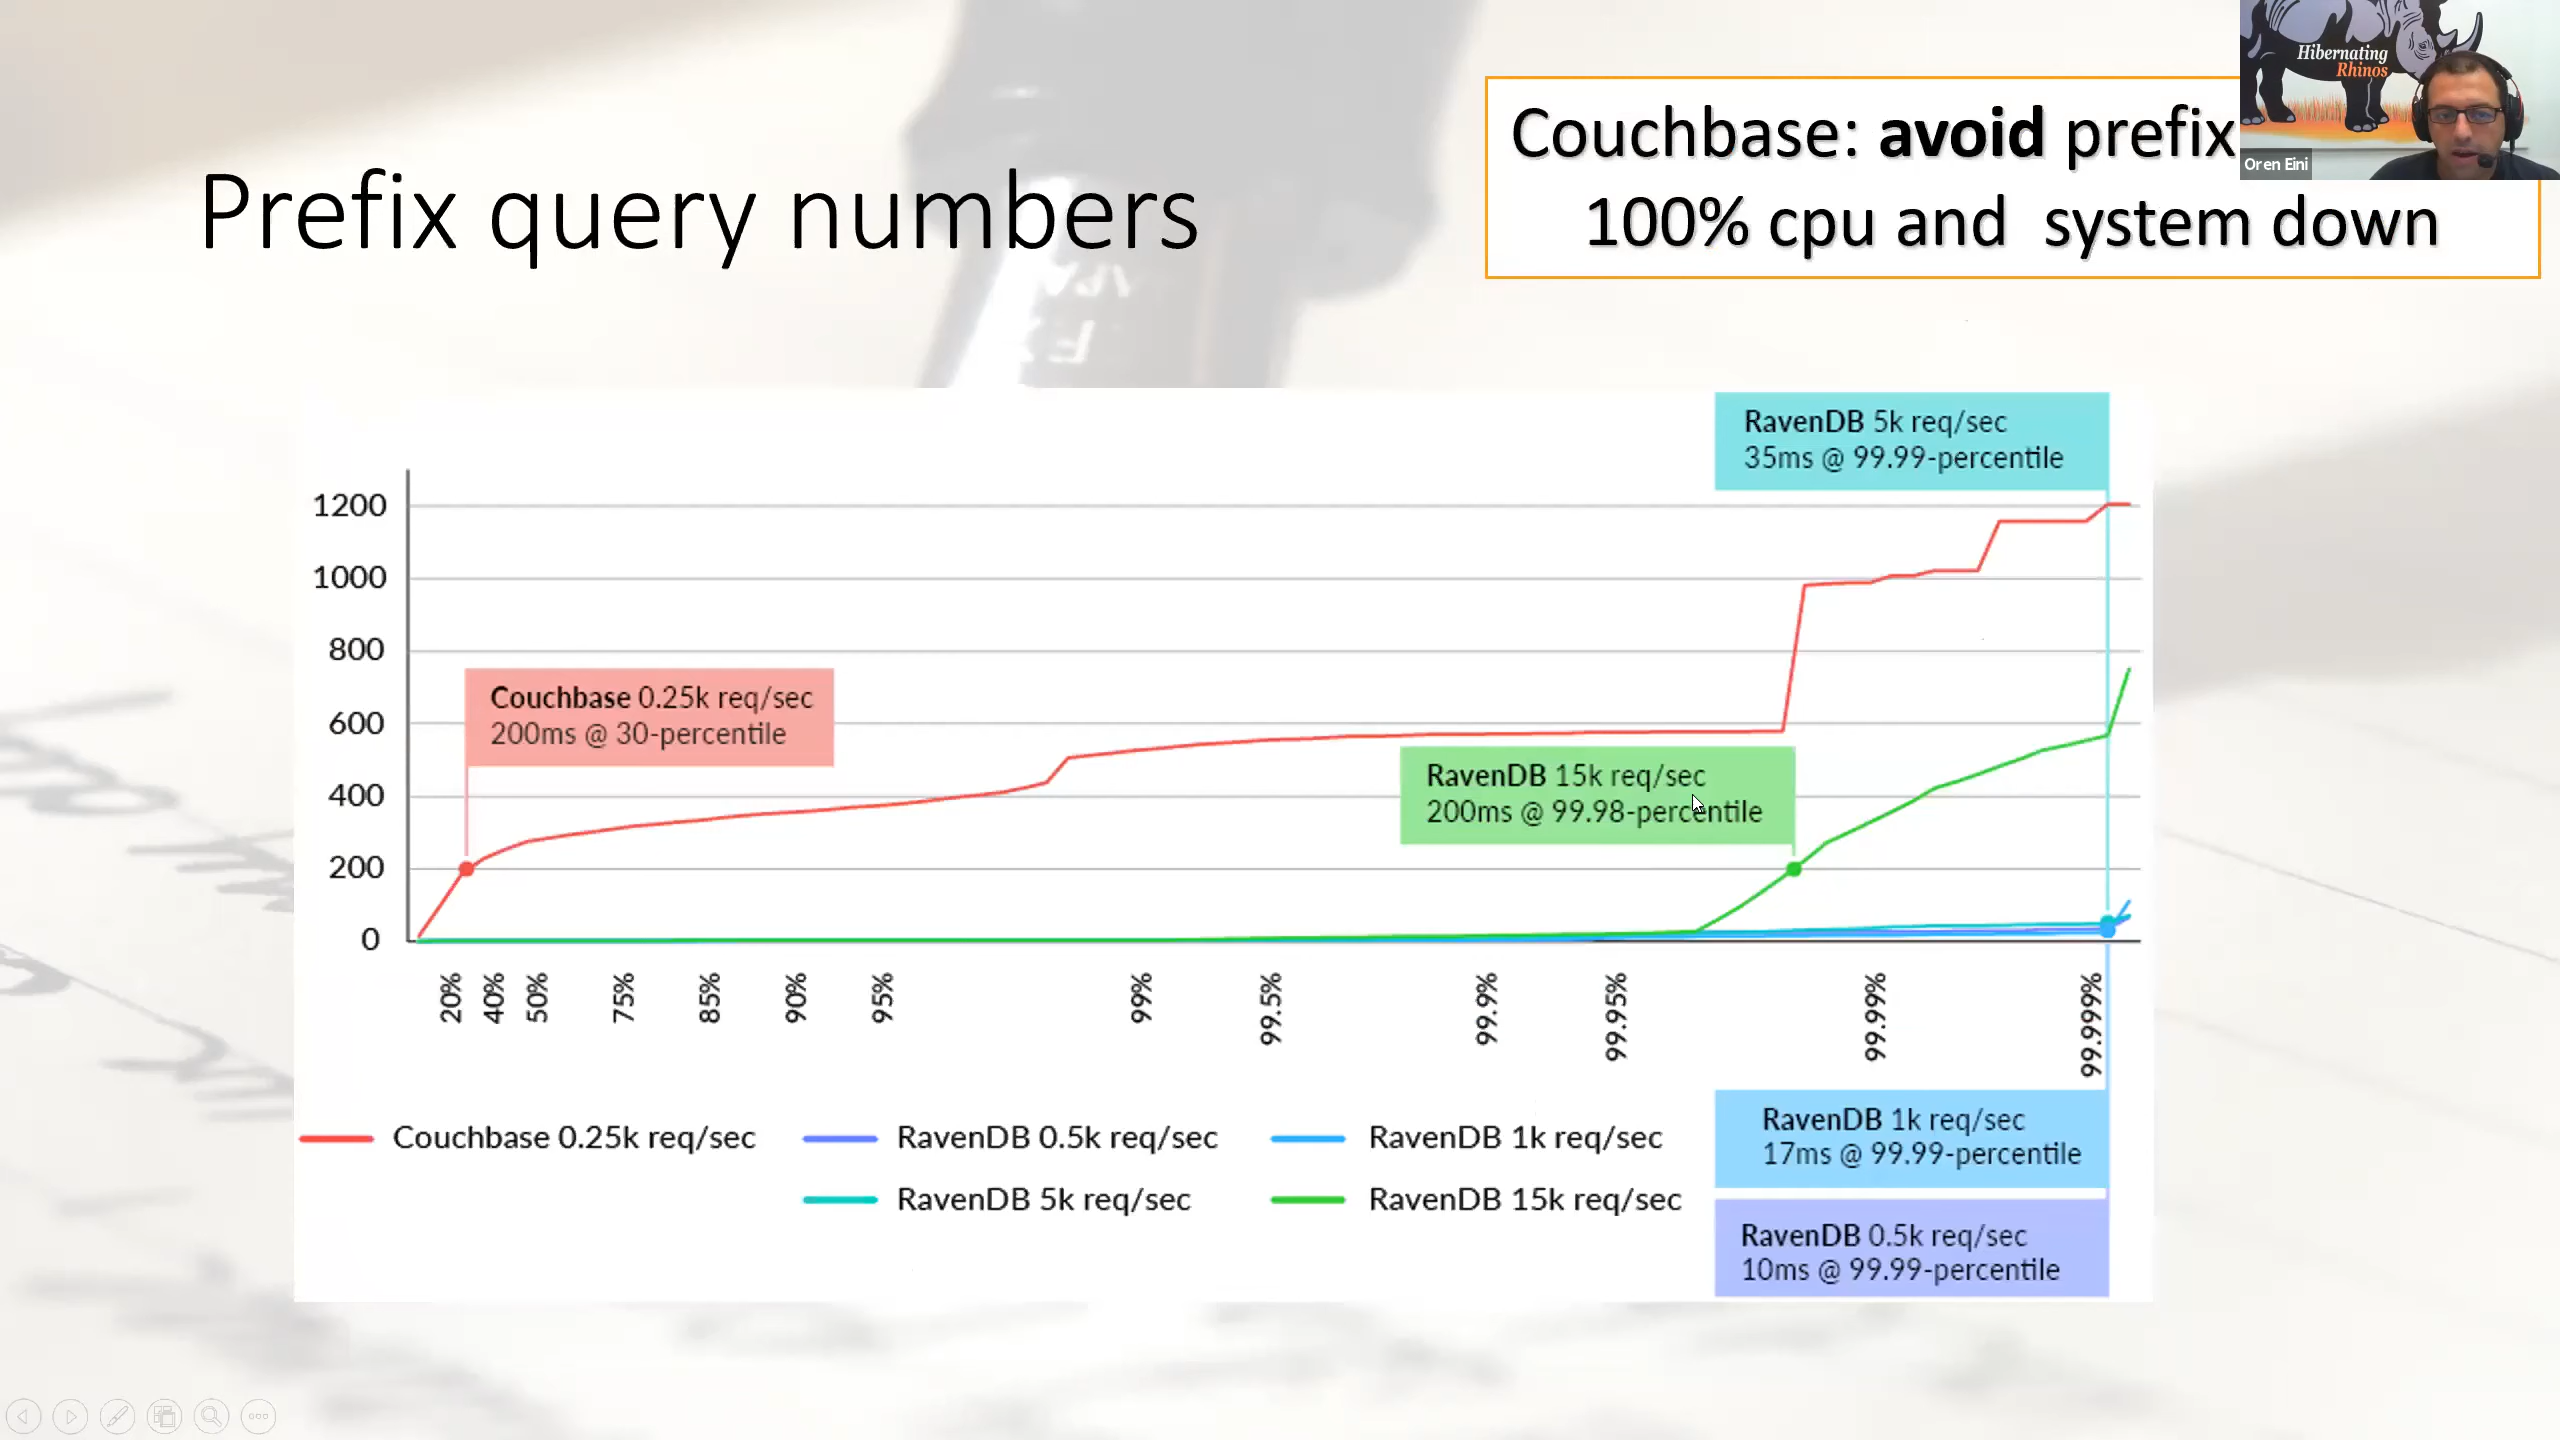 Hibernating
Rhinos
Oren Eini
Couchbase: avoid prefix
100% cpu and system down
Prefix query numbers
RavenDB 5k req/sec
35ms @ 99.99-percentile
1200
1000
800
600
400
200
0
Couchbase 0.25k req/sec
200ms @ 30-percentile
RavenDB 15k req/sec
200ms @ 99.98-percentile
20%
40%
50%
75%
85%
90%
95%
99%
99.5%
99.9%
99.95%
99.99%
99.999%
Couchbase 0.25k req/sec
RavenDB 0.5k req/sec
RavenDB 1k req/sec
RavenDB 5k req/sec
RavenDB 15k req/sec
RavenDB 1k req/sec
17ms @ 99.99-percentile
RavenDB 0.5k req/sec
10ms @ 99.99-percentile